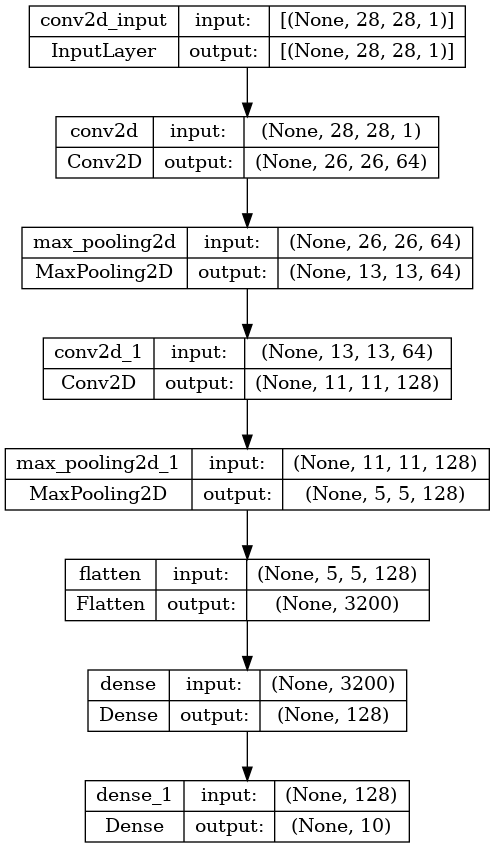 conv2d_input input: [(None, 28, 28, 1)]
InputLayer output: [(None, 28, 28, 1)]
conv2d input: (None, 28, 28, 1)
Conv2D output: (None, 26, 26, 64)
max_pooling2d input: (None, 26, 26, 64)
MaxPooling2D output: (None, 13, 13, 64)
conv2d_1 input: (None, 13, 13, 64)
Conv2D output: (None, 11, 11, 128)
max_pooling2d_1 input: (None, 11, 11, 128)
MaxPooling2D output: (None, 5, 5, 128)
flatten input: (None, 5, 5, 128)
Flatten output: (None, 3200)
dense input: (None, 3200)
Dense output: (None, 128)
dense_1 input: (None, 128)
Dense output: (None, 10)